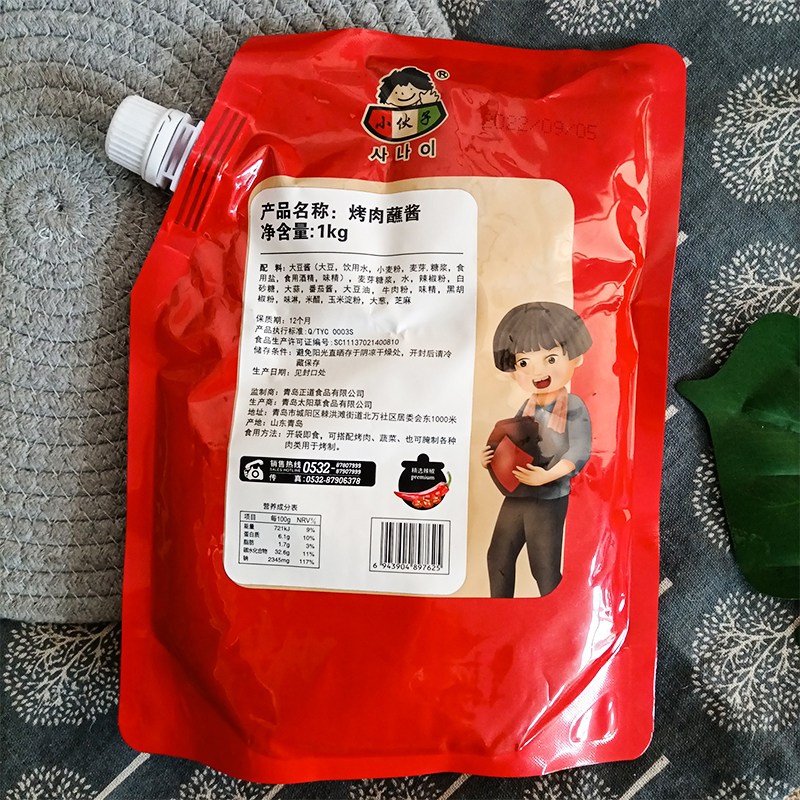 小伙子
®
사나이
2022/09/05
产品名称：烤肉蘸酱
净含量:1kg
配 料：大豆酱（大豆，饮用水，小麦粉，麦芽.糖浆，食
用盐，食用酒精，味精），麦芽糖浆，水，辣椒粉，白
砂糖，大蒜，番茄酱，大豆油，牛肉粉，味精，黑胡
椒粉，味淋，米醋，玉米淀粉，大葱，芝麻
保质期：12个月
产品执行标准:Q/TYC 0003S
食品生产许可证编号:SC11137021400810
储存条件：避免阳光直晒存于阴凉干燥处，开封后请冷
藏保存
生产日期：见封口处
监制商：青岛正道食品有限公司
生产商：青岛太阳草食品有限公司
地址：青岛市城阳区棘洪滩街道北万社区居委会东1000米
产地：山东青岛
食用方法：开袋即食，可搭配烤肉、蔬菜、也可腌制各种
肉类用于烤制。
销售热线 0532-87807999
SALES HOTLINE 87907999
传 真:0532-87906378
精选辣椒
premium
营养成分表
项目 每100g NRV%
能量 721kJ 9%
蛋白质 6.1g 10%
脂肪 1.7g 3%
碳水化合物 32.6g 11%
钠 2345mg 117%
6 943904 897625